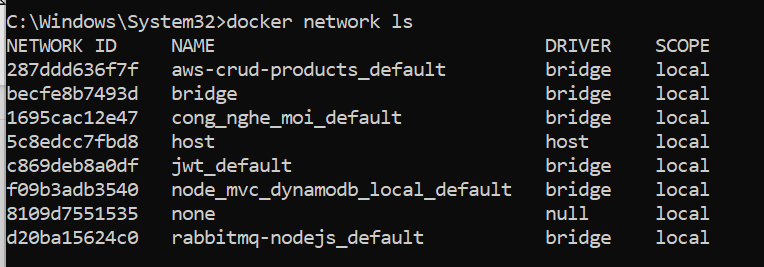 C:\Windows\System32>docker network ls
NETWORK ID     NAME                              DRIVER    SCOPE
287ddd636f7f   aws-crud-products_default         bridge    local
becfe8b7493d   bridge                            bridge    local
1695cac12e47   cong_nghe_moi_default             bridge    local
5c8edcc7fbd8   host                              host      local
c869deb8a0df   jwt_default                       bridge    local
f09b3adb3540   node_mvc_dynamodb_local_default   bridge    local
8109d7551535   none                              null      local
d20ba15624c0   rabbitmq-nodejs_default           bridge    local